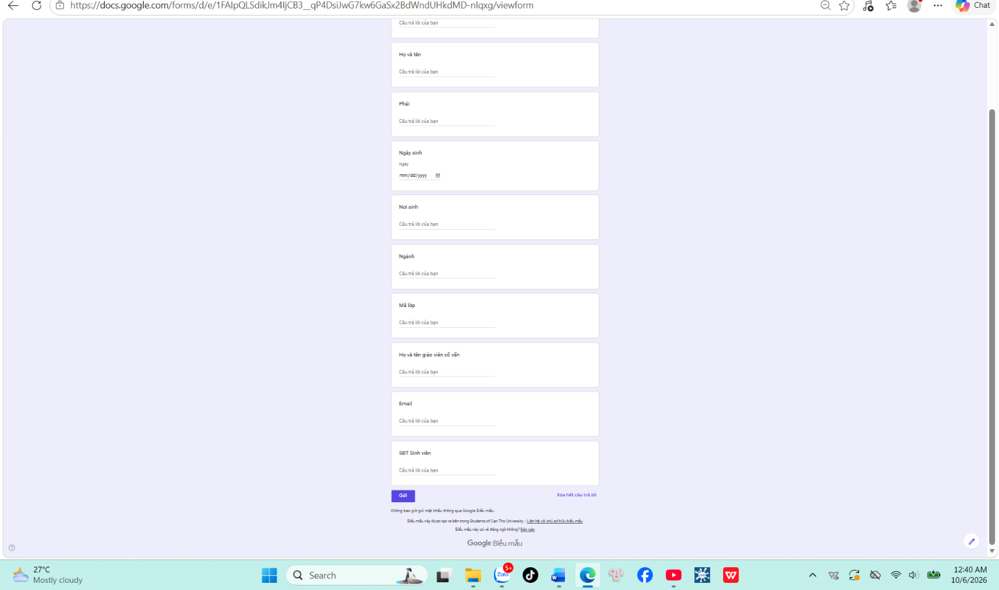 https://docs.google.com/forms/d/e/1FAIpQLSdikJm4IjCB3__qP4DsiJwG7kw6GaSx2BdWndUHkdMD-nIqxg/viewform
Chat
Câu trả lời của bạn
Họ và tên
Câu trả lời của bạn
Phái
Câu trả lời của bạn
Ngày sinh
Ngày
mm/dd/yyyy
Nơi sinh
Câu trả lời của bạn
Ngành
Câu trả lời của bạn
Mã lớp
Câu trả lời của bạn
Họ và tên giáo viên cố vấn
Câu trả lời của bạn
Email
Câu trả lời của bạn
SĐT Sinh viên
Câu trả lời của bạn
Gửi
Xóa hết câu trả lời
Không bao giờ gửi mật khẩu thông qua Google Biểu mẫu.
Biểu mẫu này được tạo ra bên trong Students of Can Tho University. - Liên hệ với chủ sở hữu biểu mẫu
Biểu mẫu này có vẻ đáng ngờ không? Báo cáo
Google Biểu mẫu
27°C
Mostly cloudy
Search
Zalo
5+
12:40 AM
10/6/2026